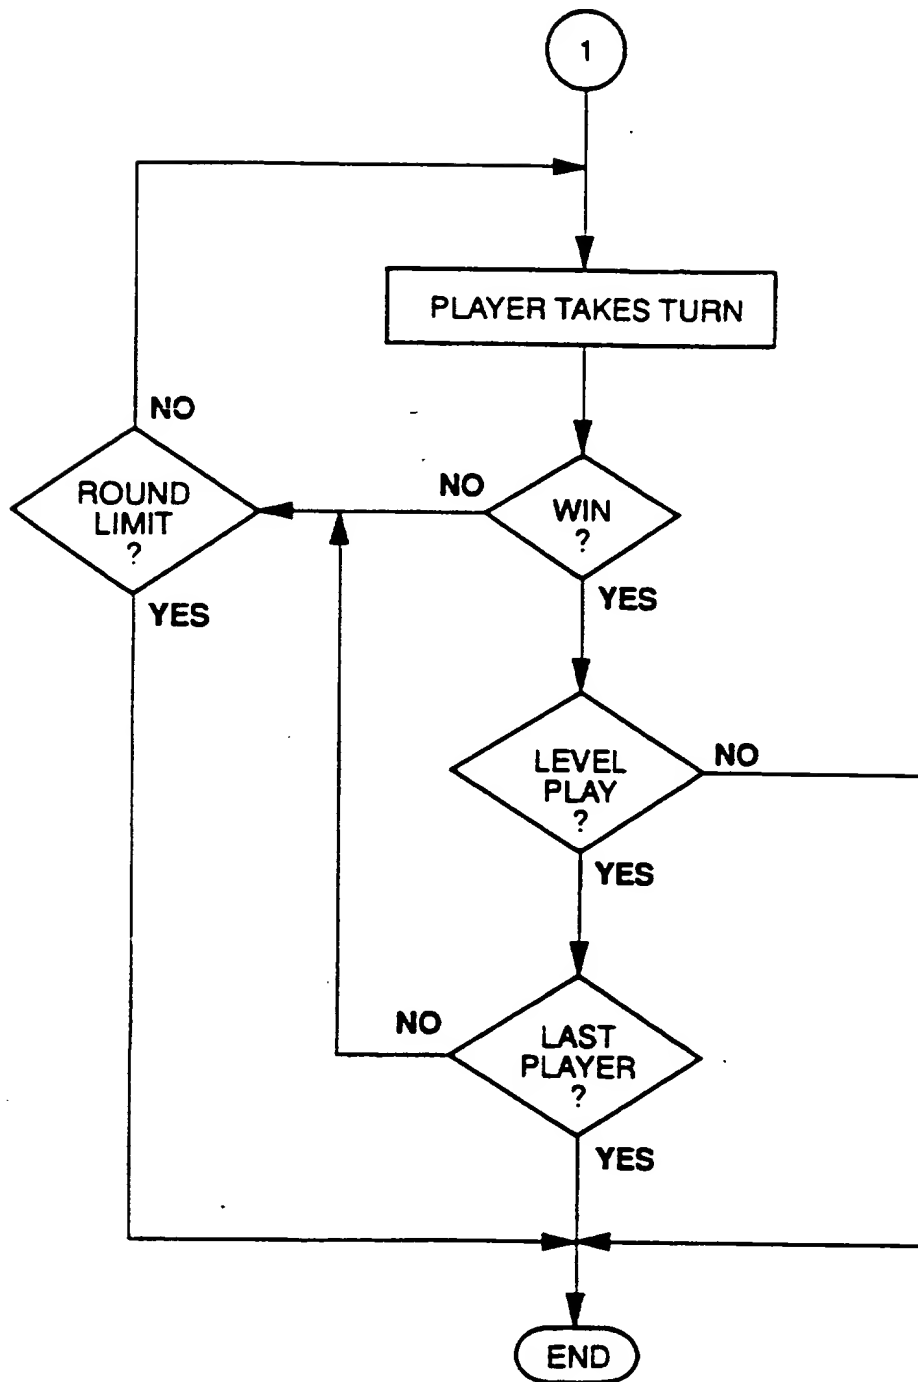 1
PLAYER TAKES TURN
NO
ROUND
LIMIT
?
YES
NO
WIN
?
YES
LEVEL
PLAY
?
NO
YES
NO
LAST
PLAYER
?
YES
END